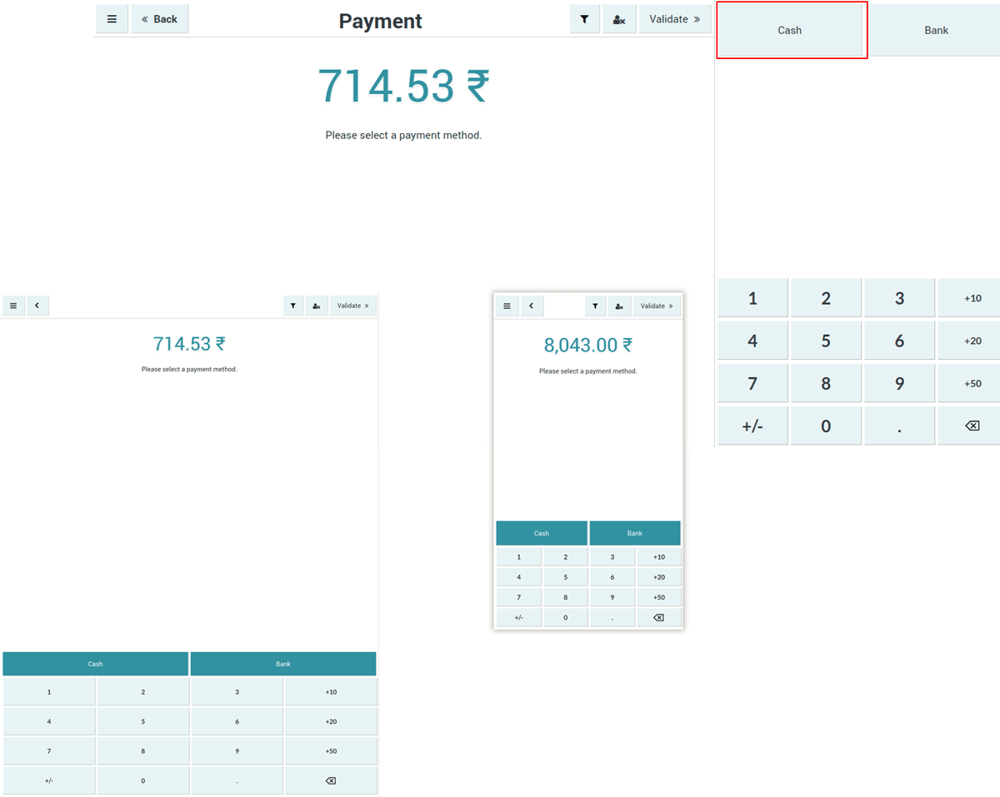 Back Payment Validate
Cash Bank
714.53 ₹
Please select a payment method.
1 2 3 +10
4 5 6 +20
7 8 9 +50
+/- 0 .
Validate
714.53 ₹
Please select a payment method.
Cash Bank
1 2 3 +10
4 5 6 +20
7 8 9 +50
+/- 0 .
Validate
8,043.00 ₹
Please select a payment method.
Cash Bank
1 2 3 +10
4 5 6 +20
7 8 9 +50
+/- 0 .